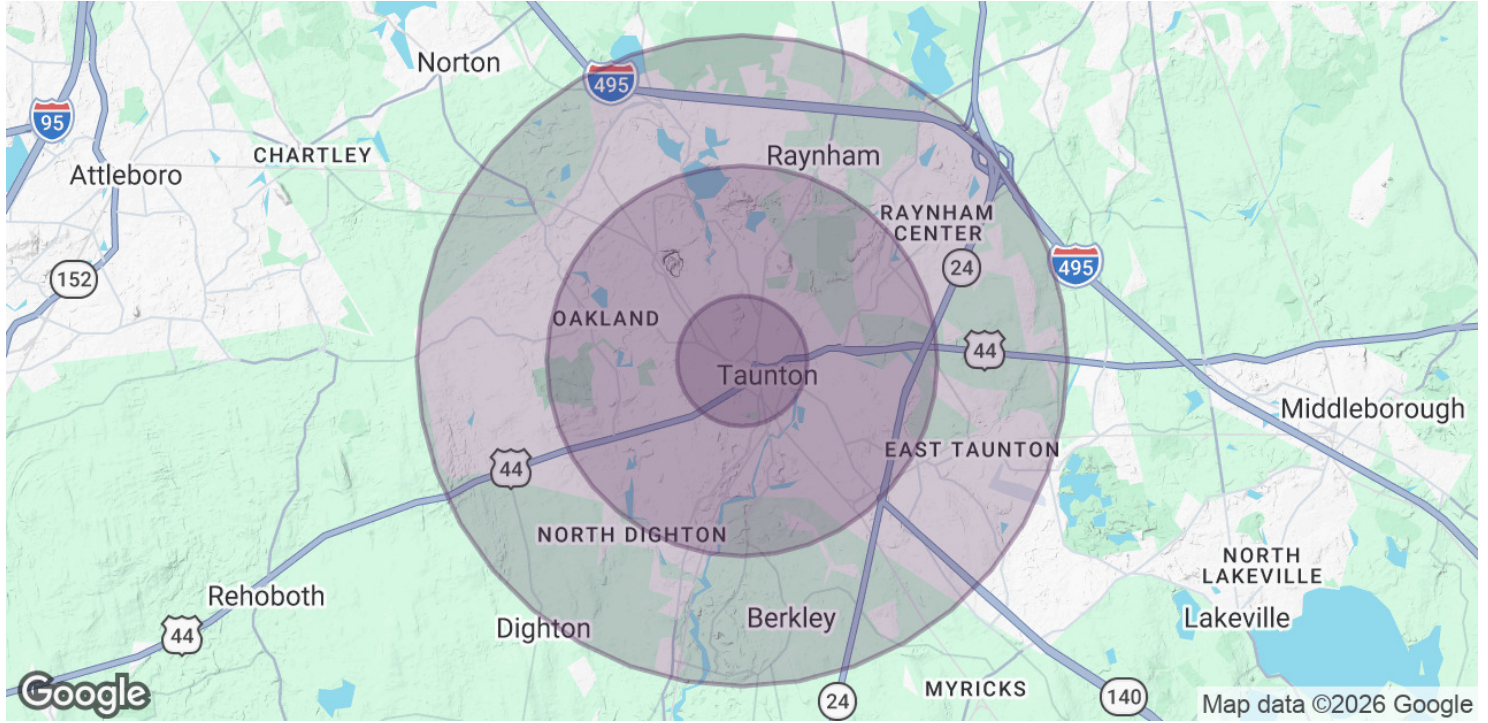 Norton
495
95
CHARTLEY
Attleboro
Raynham
RAYNHAM
CENTER
24
495
152
OAKLAND
44
Taunton
Middleborough
EAST TAUNTON
44
NORTH DIGHTON
NORTH
LAKEVILLE
Rehoboth
Dighton
Berkley
Lakeville
44
MYRICKS
24
140
Google
Map data ©2026 Google